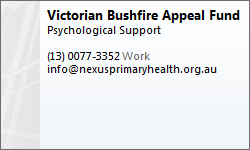 Victorian Bushfire Appeal Fund
Psychological Support
(13) 0077-3352 Work
info@nexusprimaryhealth.org.au